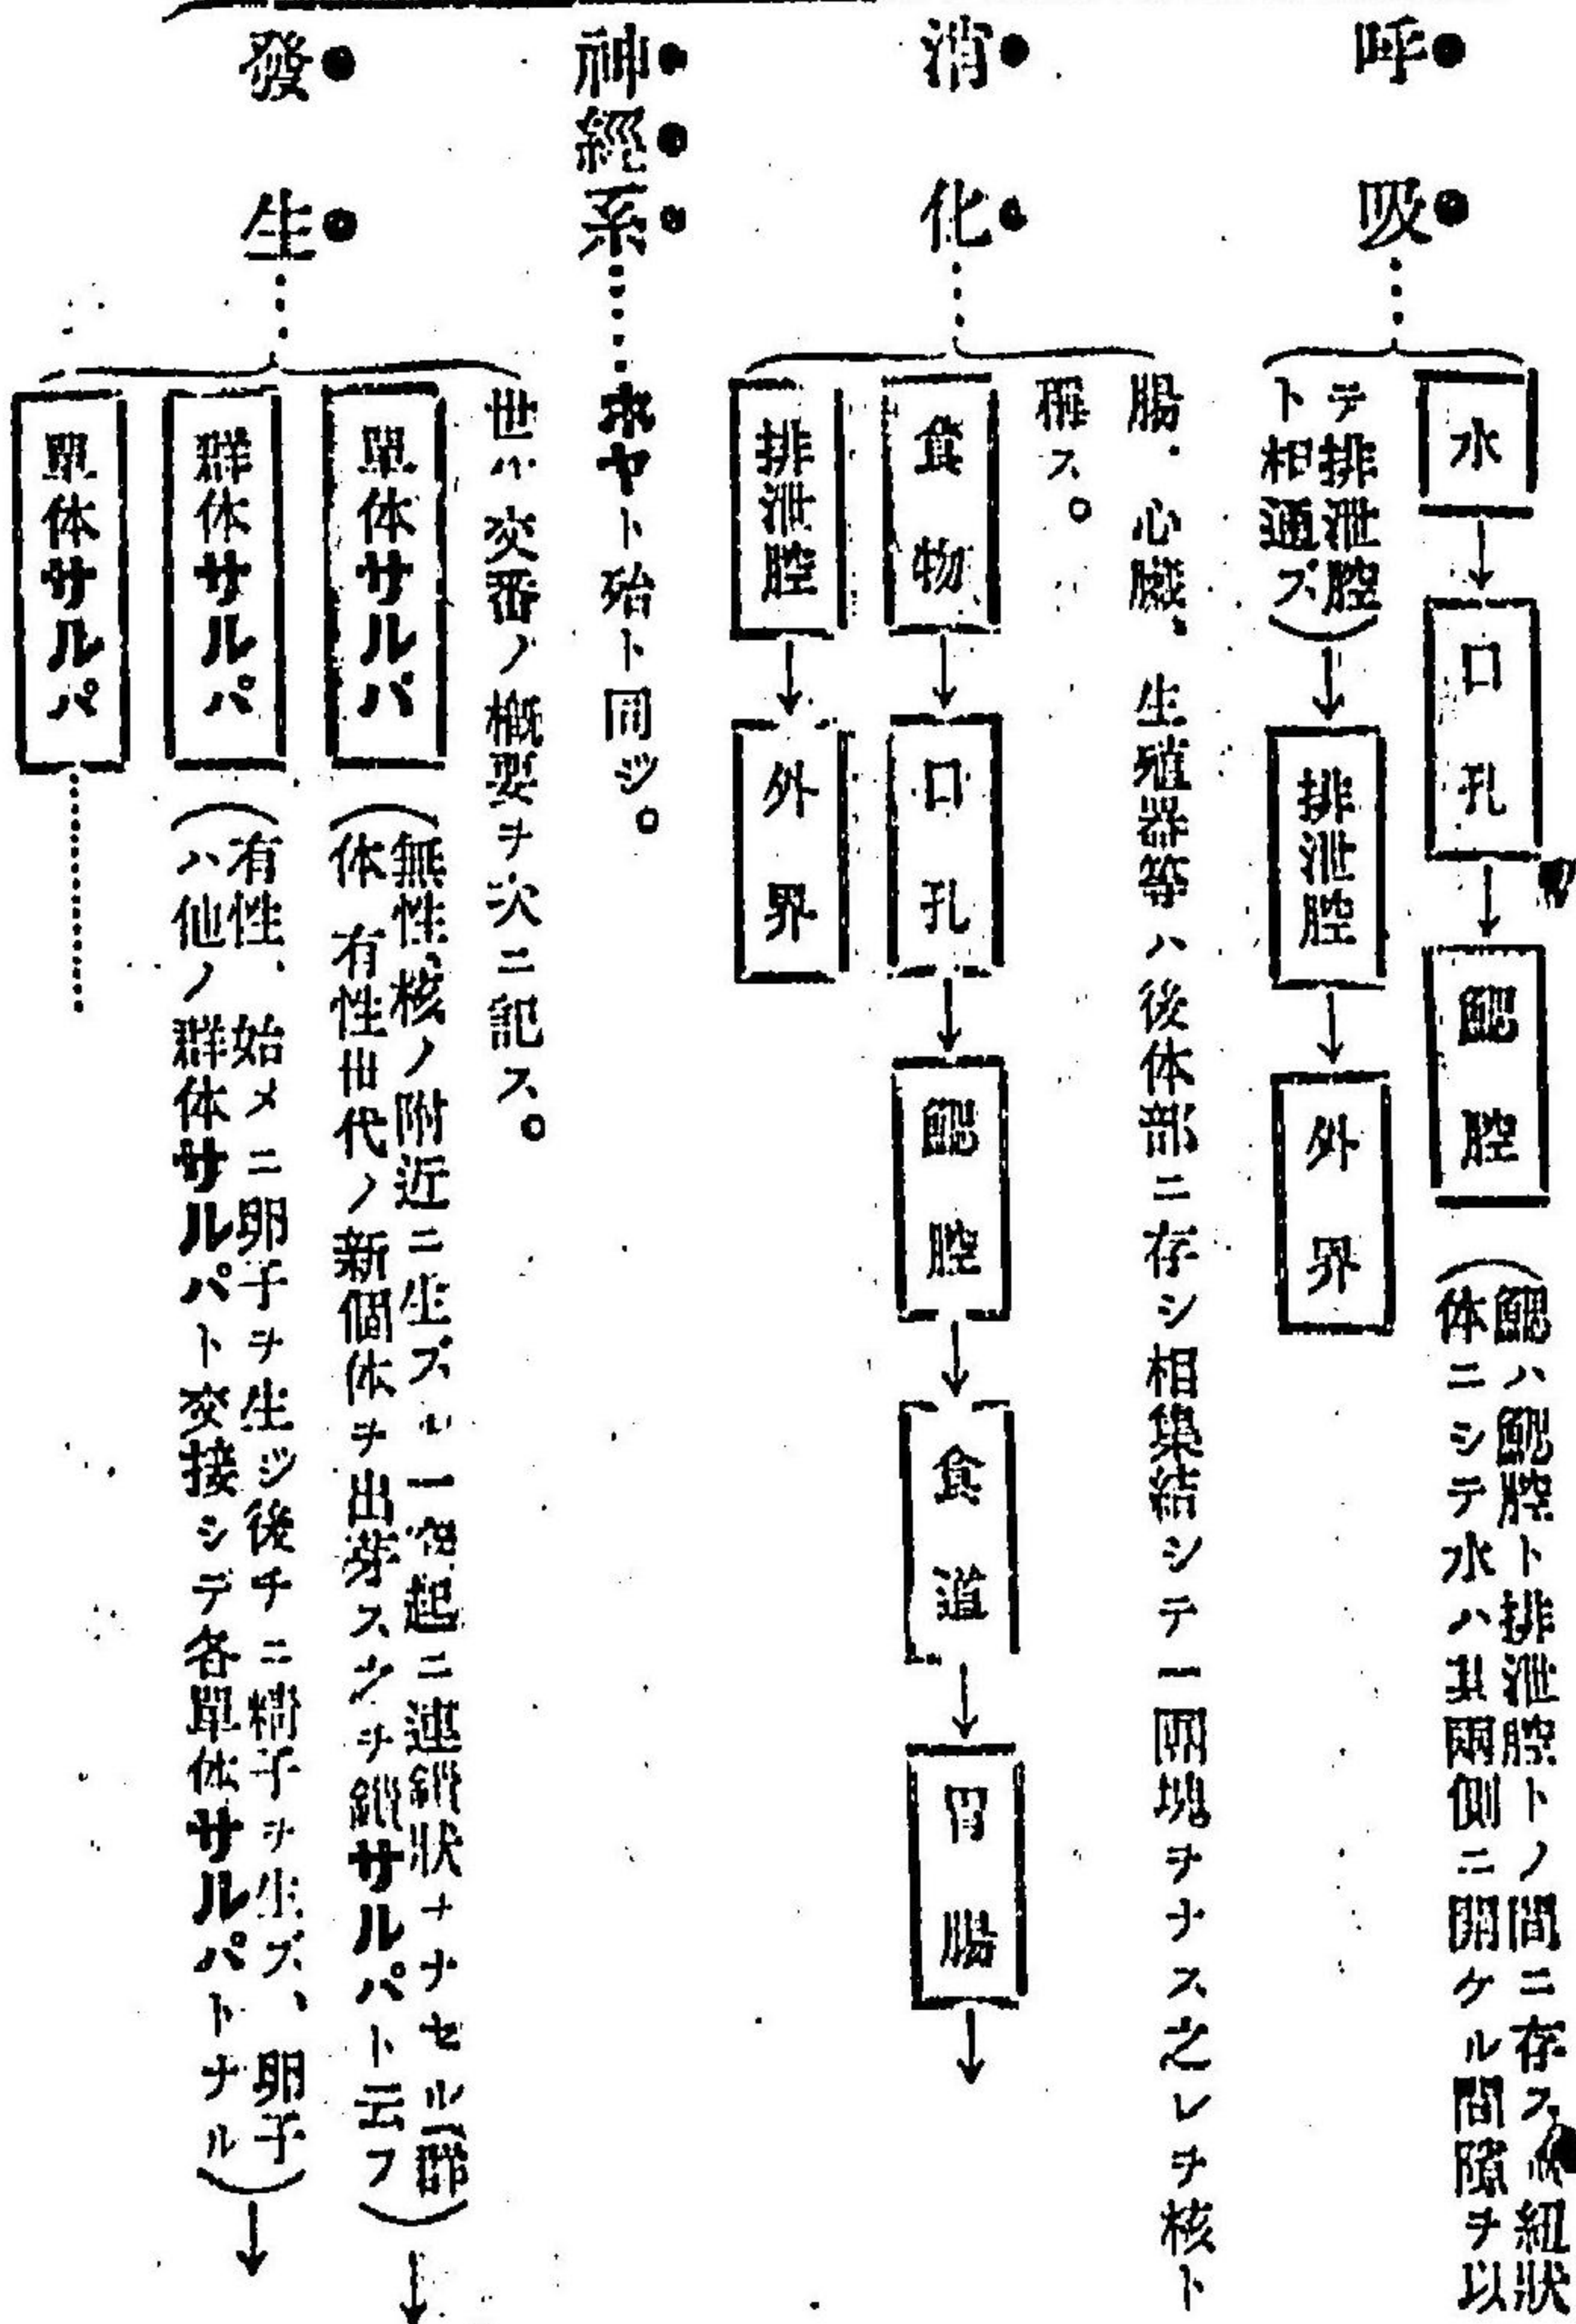 呼吸……
水→口孔→鰓腔
(鰓ハ鰓腔ト排泄腔トノ間ニ存スル紐狀
体ニシテ水ハ其兩側ニ開ケル間隙ヲ以
テ排泄腔
ト相通ズ)→排泄腔→外界
消化……
腸、心臟、生殖器等ハ後体部ニ存シ相集結シテ一團塊ヲナス之レヲ核ト
稱ス。
食物→口孔→鰓腔→食道→胃腸→
排泄腔→外界
神經系……ホヤト殆ト同ジ。
發生……
世代交番ノ槪要ヲ次ニ記ス。
單体サルパ
(無性、核ノ附近ニ生ズル一突起ニ連鎖狀ヲナセル一群
体 有性世代ノ新個体ヲ出芽ス之ヲ鎖サルパト云フ)→
群体サルパ
(有性、始メニ卵子ヲ生ジ後チニ精子ヲ生ズ、卵子
ハ他ノ群体サルパト交接シテ各單体サルパトナル)→
單体サルパ…………